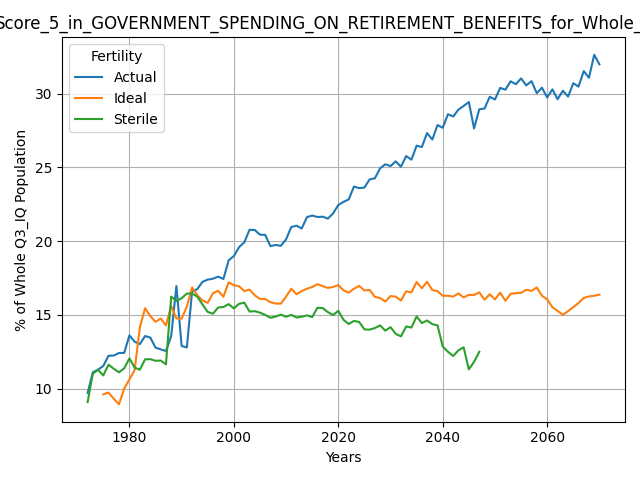 Score_5_in_GOVERNMENT_SPENDING_ON_RETIREMENT_BENEFITS_for_Whole_
Fertility
Actual
Ideal
Sterile
% of Whole Q3_IQ Population
30
25
20
15
10
1980
2000
2020
2040
2060
Years